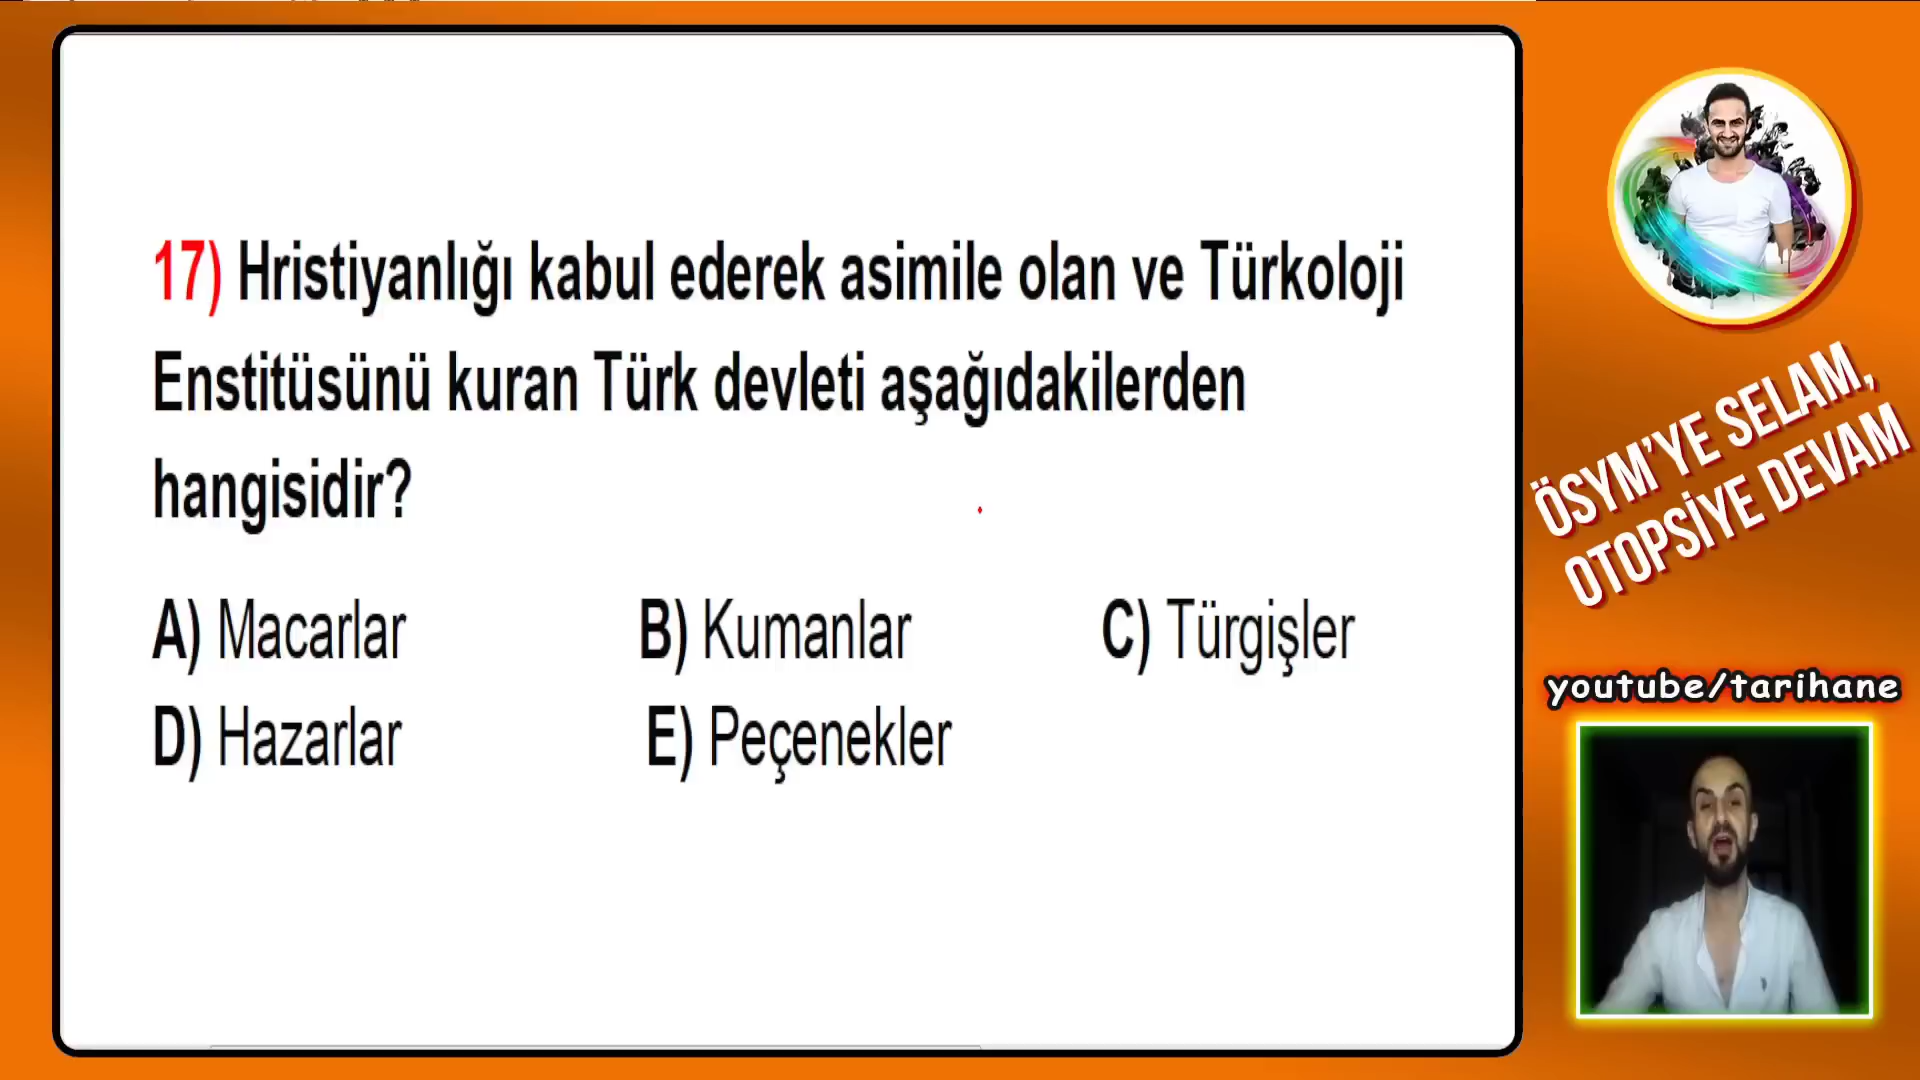 17) Hristiyanlığı kabul ederek asimile olan ve Türkoloji
Enstitüsünü kuran Türk devleti aşağıdakilerden
hangisidir?
A) Macarlar B) Kumanlar C) Türgişler
D) Hazarlar E) Peçenekler
ÖSYM'YE SELAM,
OTOPSİYE DEVAM
youtube/tarihane